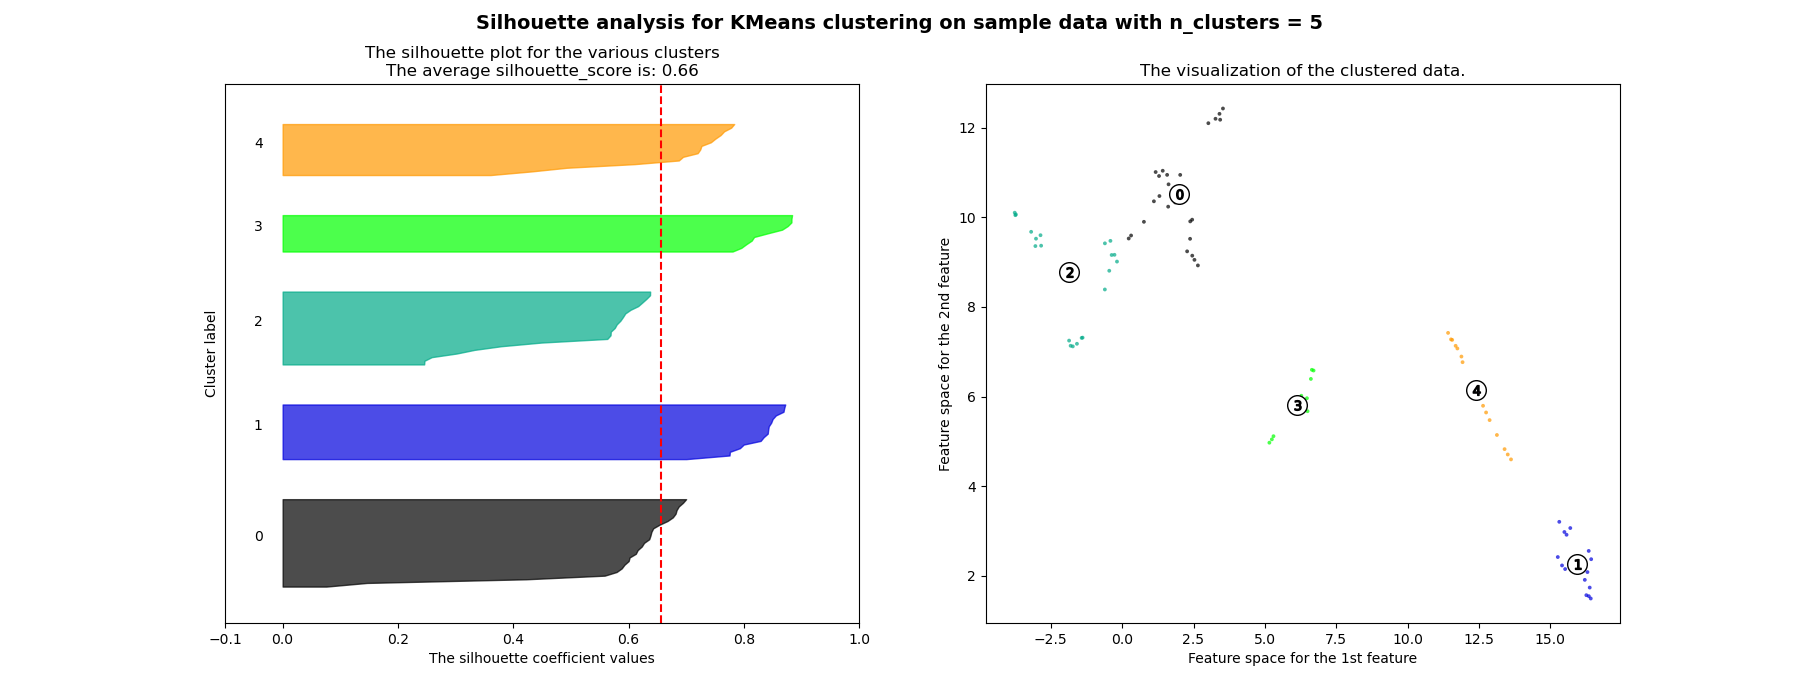 Silhouette analysis for KMeans clustering on sample data with n_clusters = 5
The silhouette plot for the various clusters
The average silhouette_score is: 0.66
4
3
2
1
0
Cluster label
−0.1 0.0 0.2 0.4 0.6 0.8 1.0
The silhouette coefficient values
The visualization of the clustered data.
12
10
8
6
4
2
Feature space for the 2nd feature
0
2
3
4
1
−2.5 0.0 2.5 5.0 7.5 10.0 12.5 15.0
Feature space for the 1st feature